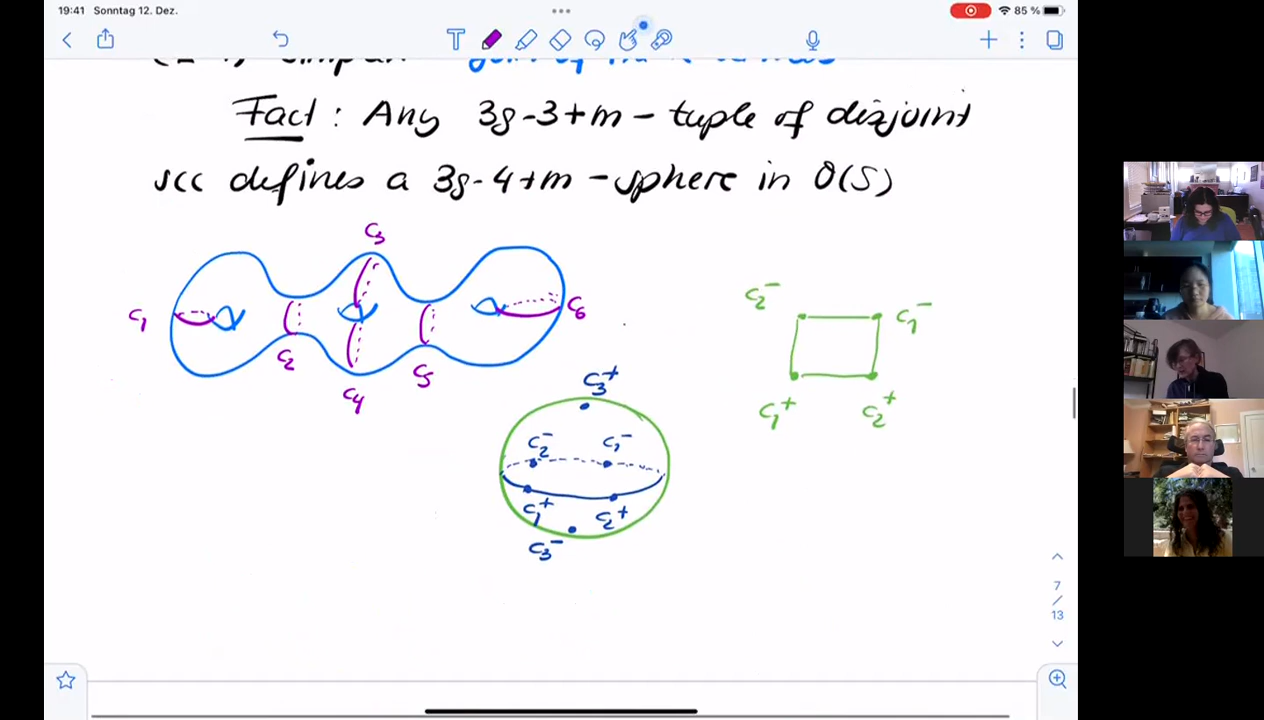 19:41 Sonntag 12. Dez.
85 %
Fact : Any 3g-3+m - tuple of disjoint
scc defines a 3g-4+m -sphere in O(S)
c3
c1
c6
c2
c4
c5
c2-
c1-
c1+
c2+
c3+
c2-
c1-
c1+
c2+
c3-
7
/
13